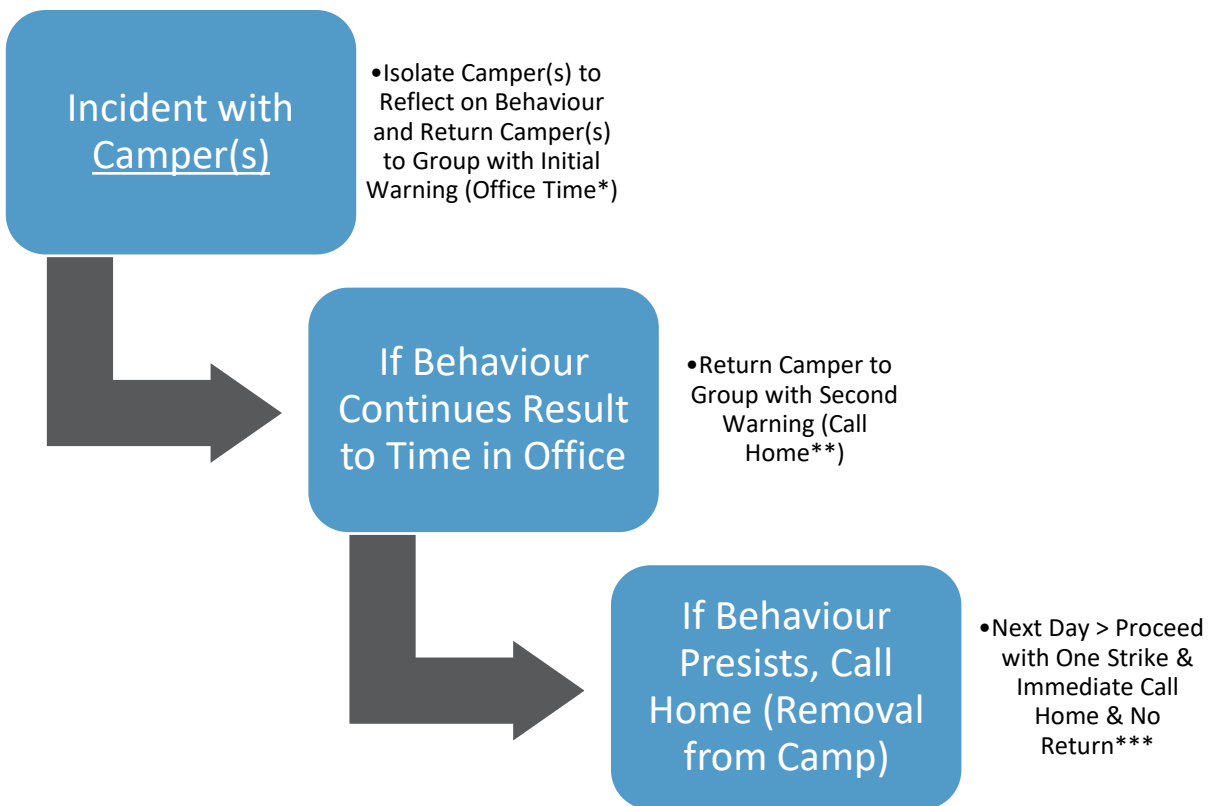 Incident with
Camper(s)
•Isolate Camper(s) to
Reflect on Behaviour
and Return Camper(s)
to Group with Initial
Warning (Office Time*)
If Behaviour
Continues Result
to Time in Office
•Return Camper to
Group with Second
Warning (Call
Home**)
If Behaviour
Presists, Call
Home (Removal
from Camp)
•Next Day > Proceed
with One Strike &
Immediate Call
Home & No
Return***